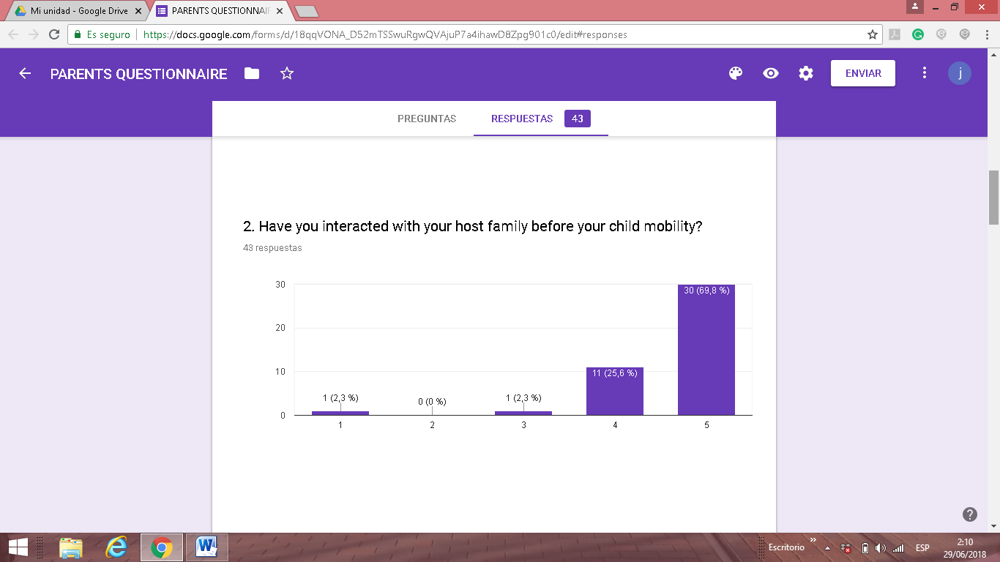 Mi unidad - Google Drive
PARENTS QUESTIONNAIF
Es seguro
https://docs.google.com/forms/d/18qqVONA_D52mTSSwuRgwQVAjuP7a4ihawD8Zpg901c0/edit#responses
PARENTS QUESTIONNAIRE
ENVIAR
j
PREGUNTAS
RESPUESTAS 43
2. Have you interacted with your host family before your child mobility?
43 respuestas
30
20
10
0
1 (2,3 %)
0 (0 %)
1 (2,3 %)
11 (25,6 %)
30 (69,8 %)
1 2 3 4 5
Escritorio
ESP
2:10
29/06/2018